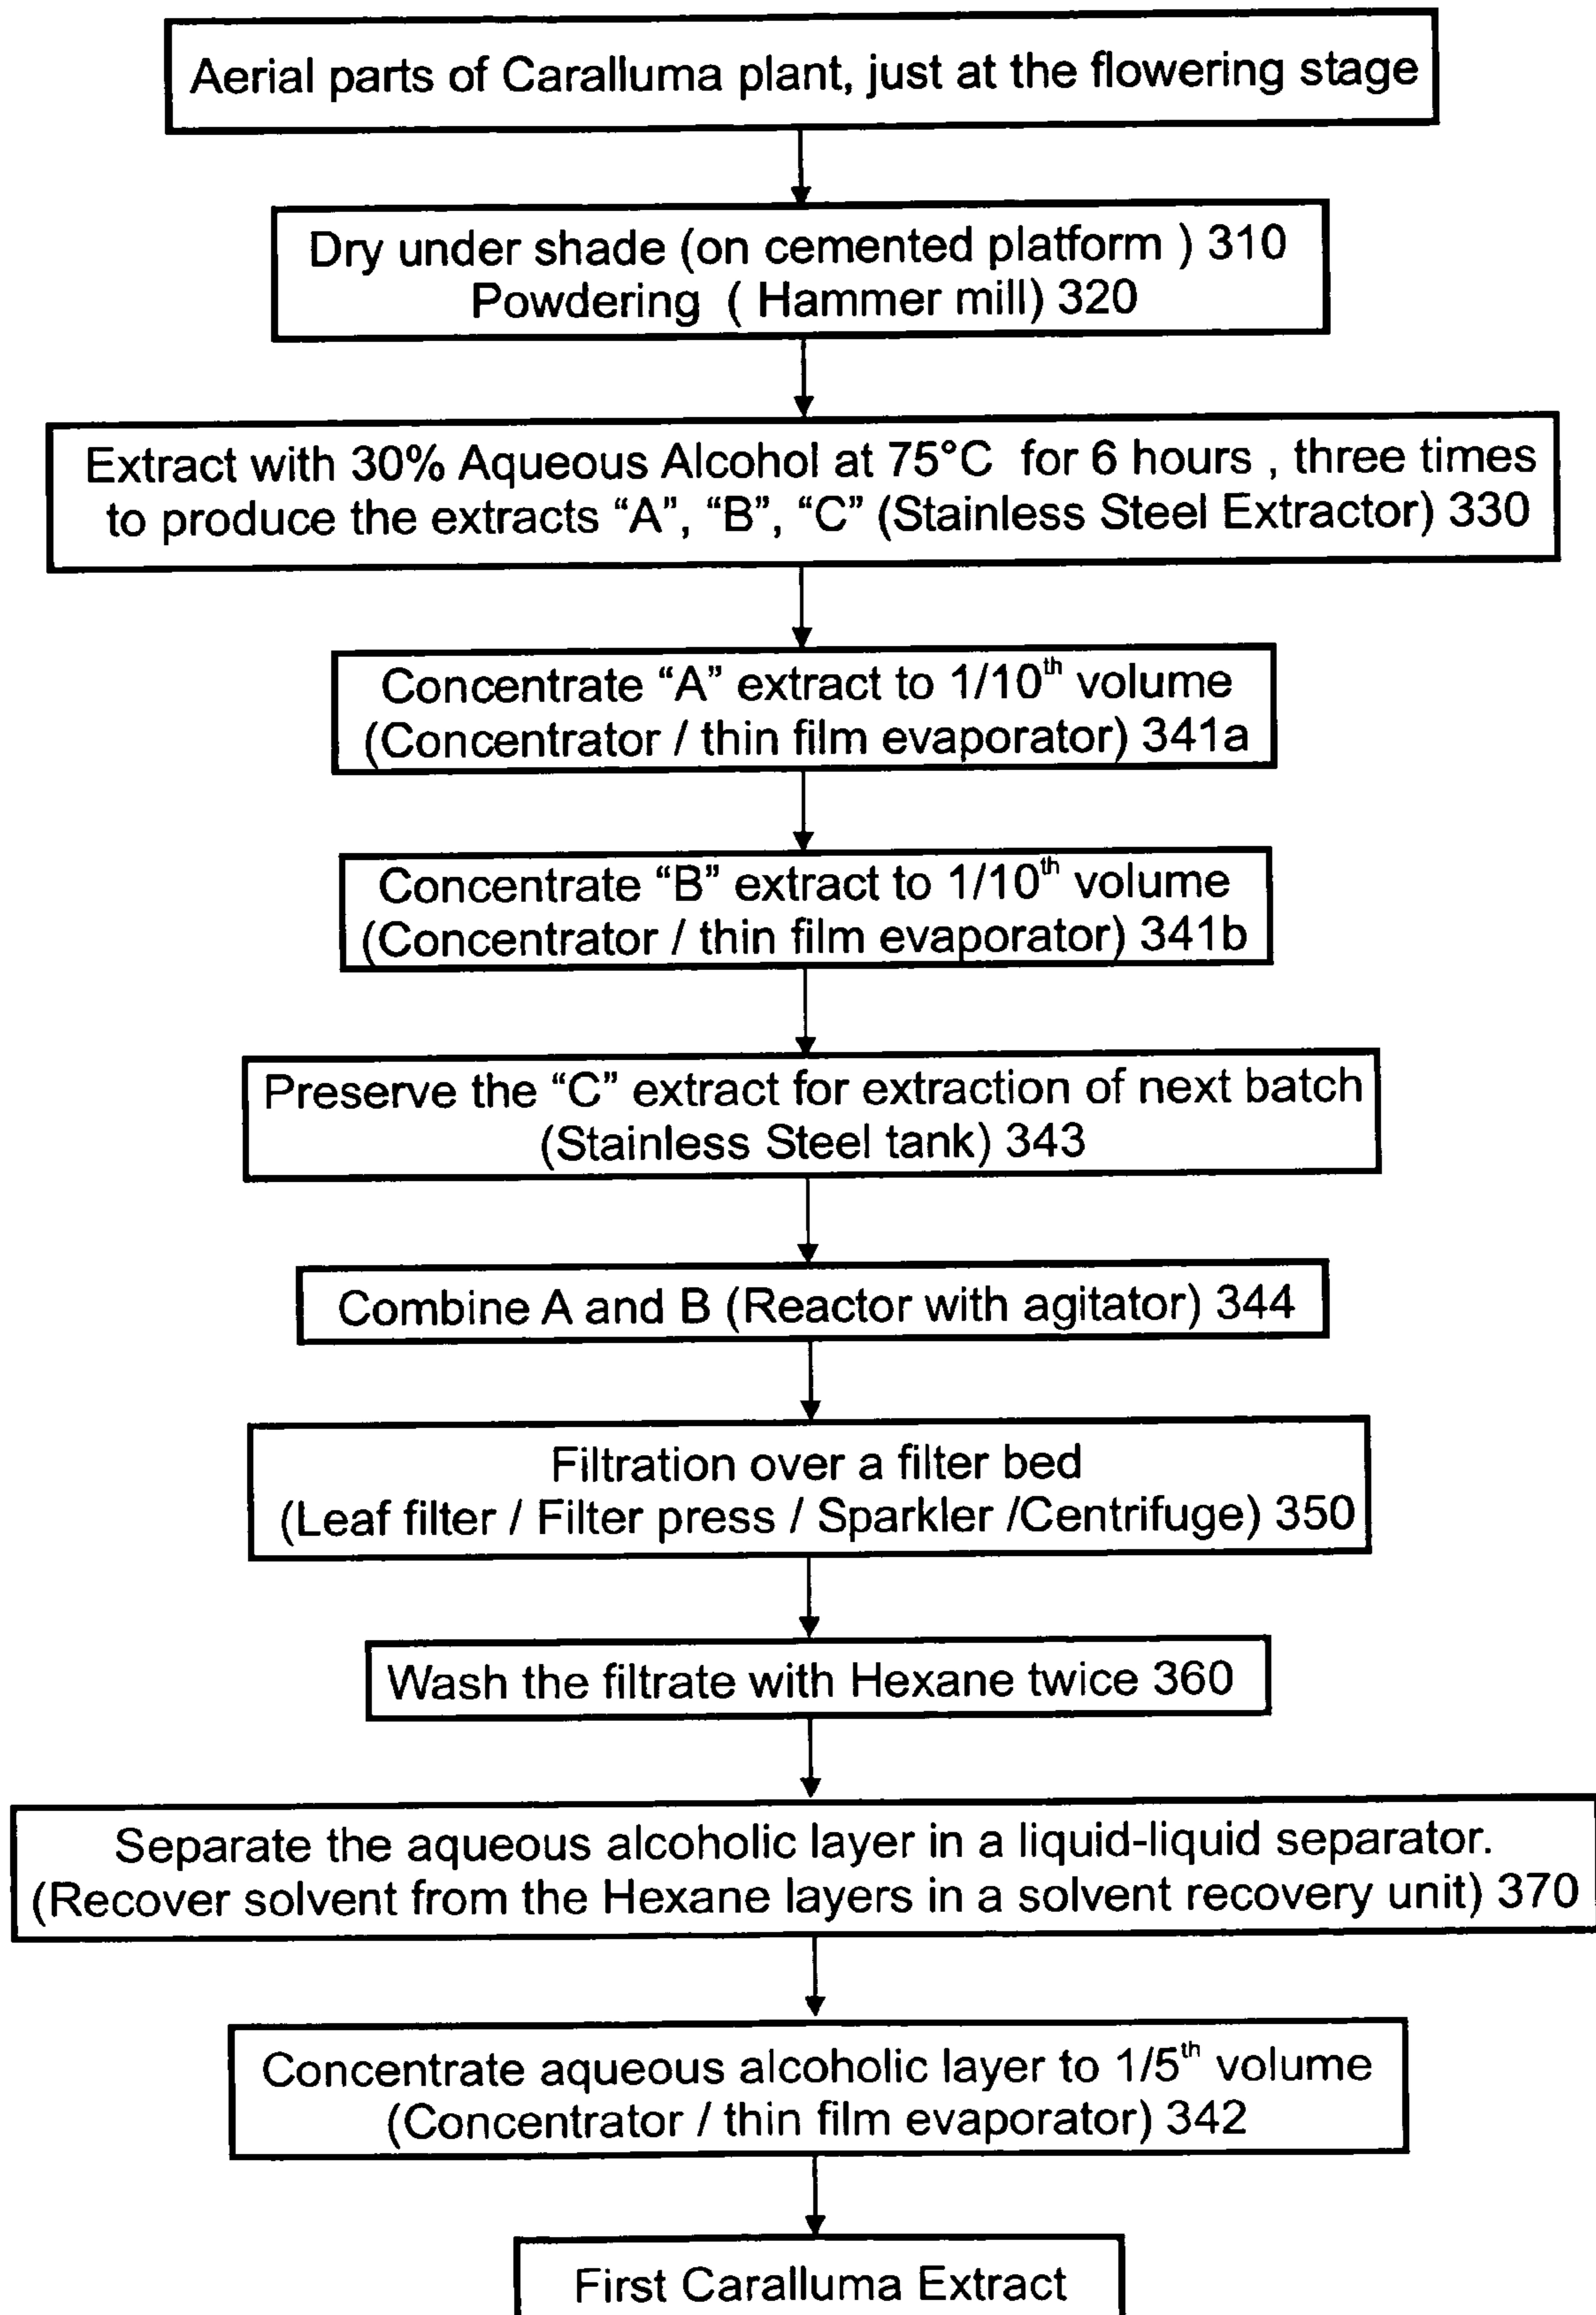 Aerial parts of Caralluma plant, just at the flowering stage
Dry under shade (on cemented platform ) 310
Powdering ( Hammer mill) 320
Extract with 30% Aqueous Alcohol at 75°C for 6 hours , three times
to produce the extracts “A”, “B”, “C” (Stainless Steel Extractor) 330
Concentrate “A” extract to 1/10th volume
(Concentrator / thin film evaporator) 341a
Concentrate “B” extract to 1/10th volume
(Concentrator / thin film evaporator) 341b
Preserve the “C” extract for extraction of next batch
(Stainless Steel tank) 343
Combine A and B (Reactor with agitator) 344
Filtration over a filter bed
(Leaf filter / Filter press / Sparkler /Centrifuge) 350
Wash the filtrate with Hexane twice 360
Separate the aqueous alcoholic layer in a liquid-liquid separator.
(Recover solvent from the Hexane layers in a solvent recovery unit) 370
Concentrate aqueous alcoholic layer to 1/5th volume
(Concentrator / thin film evaporator) 342
First Caralluma Extract